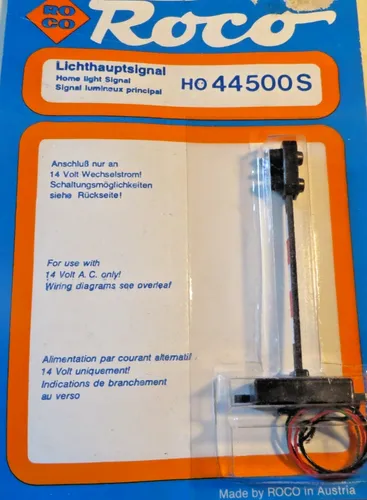 RO
CO
Roco
Lichthauptsignal
Home light Signal
Signal lumineux principal
HO 44500 S
Anschluß nur an
14 Volt Wechselstrom!
Schaltungsmöglichkeiten
siehe Rückseite!
For use with
14 Volt A.C. only!
Wiring diagrams see overleaf
Alimentation par courant alternatif
14 Volt uniquement!
Indications de branchement
au verso
Made by ROCO in Austria